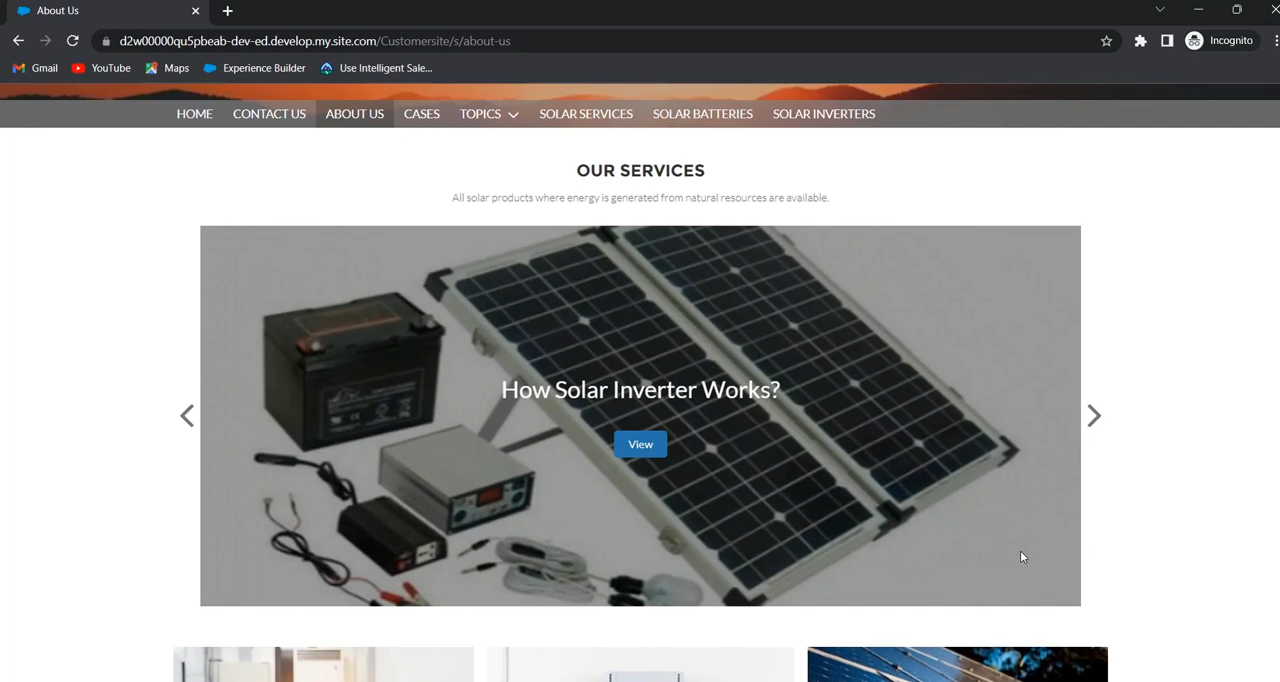 About Us
d2w00000qu5pbeab-dev-ed.develop.my.site.com/Customersite/s/about-us
Incognito
Gmail YouTube Maps Experience Builder Use Intelligent Sale...
HOME CONTACT US ABOUT US CASES TOPICS SOLAR SERVICES SOLAR BATTERIES SOLAR INVERTERS
OUR SERVICES
All solar products where energy is generated from natural resources are available.
How Solar Inverter Works?
View